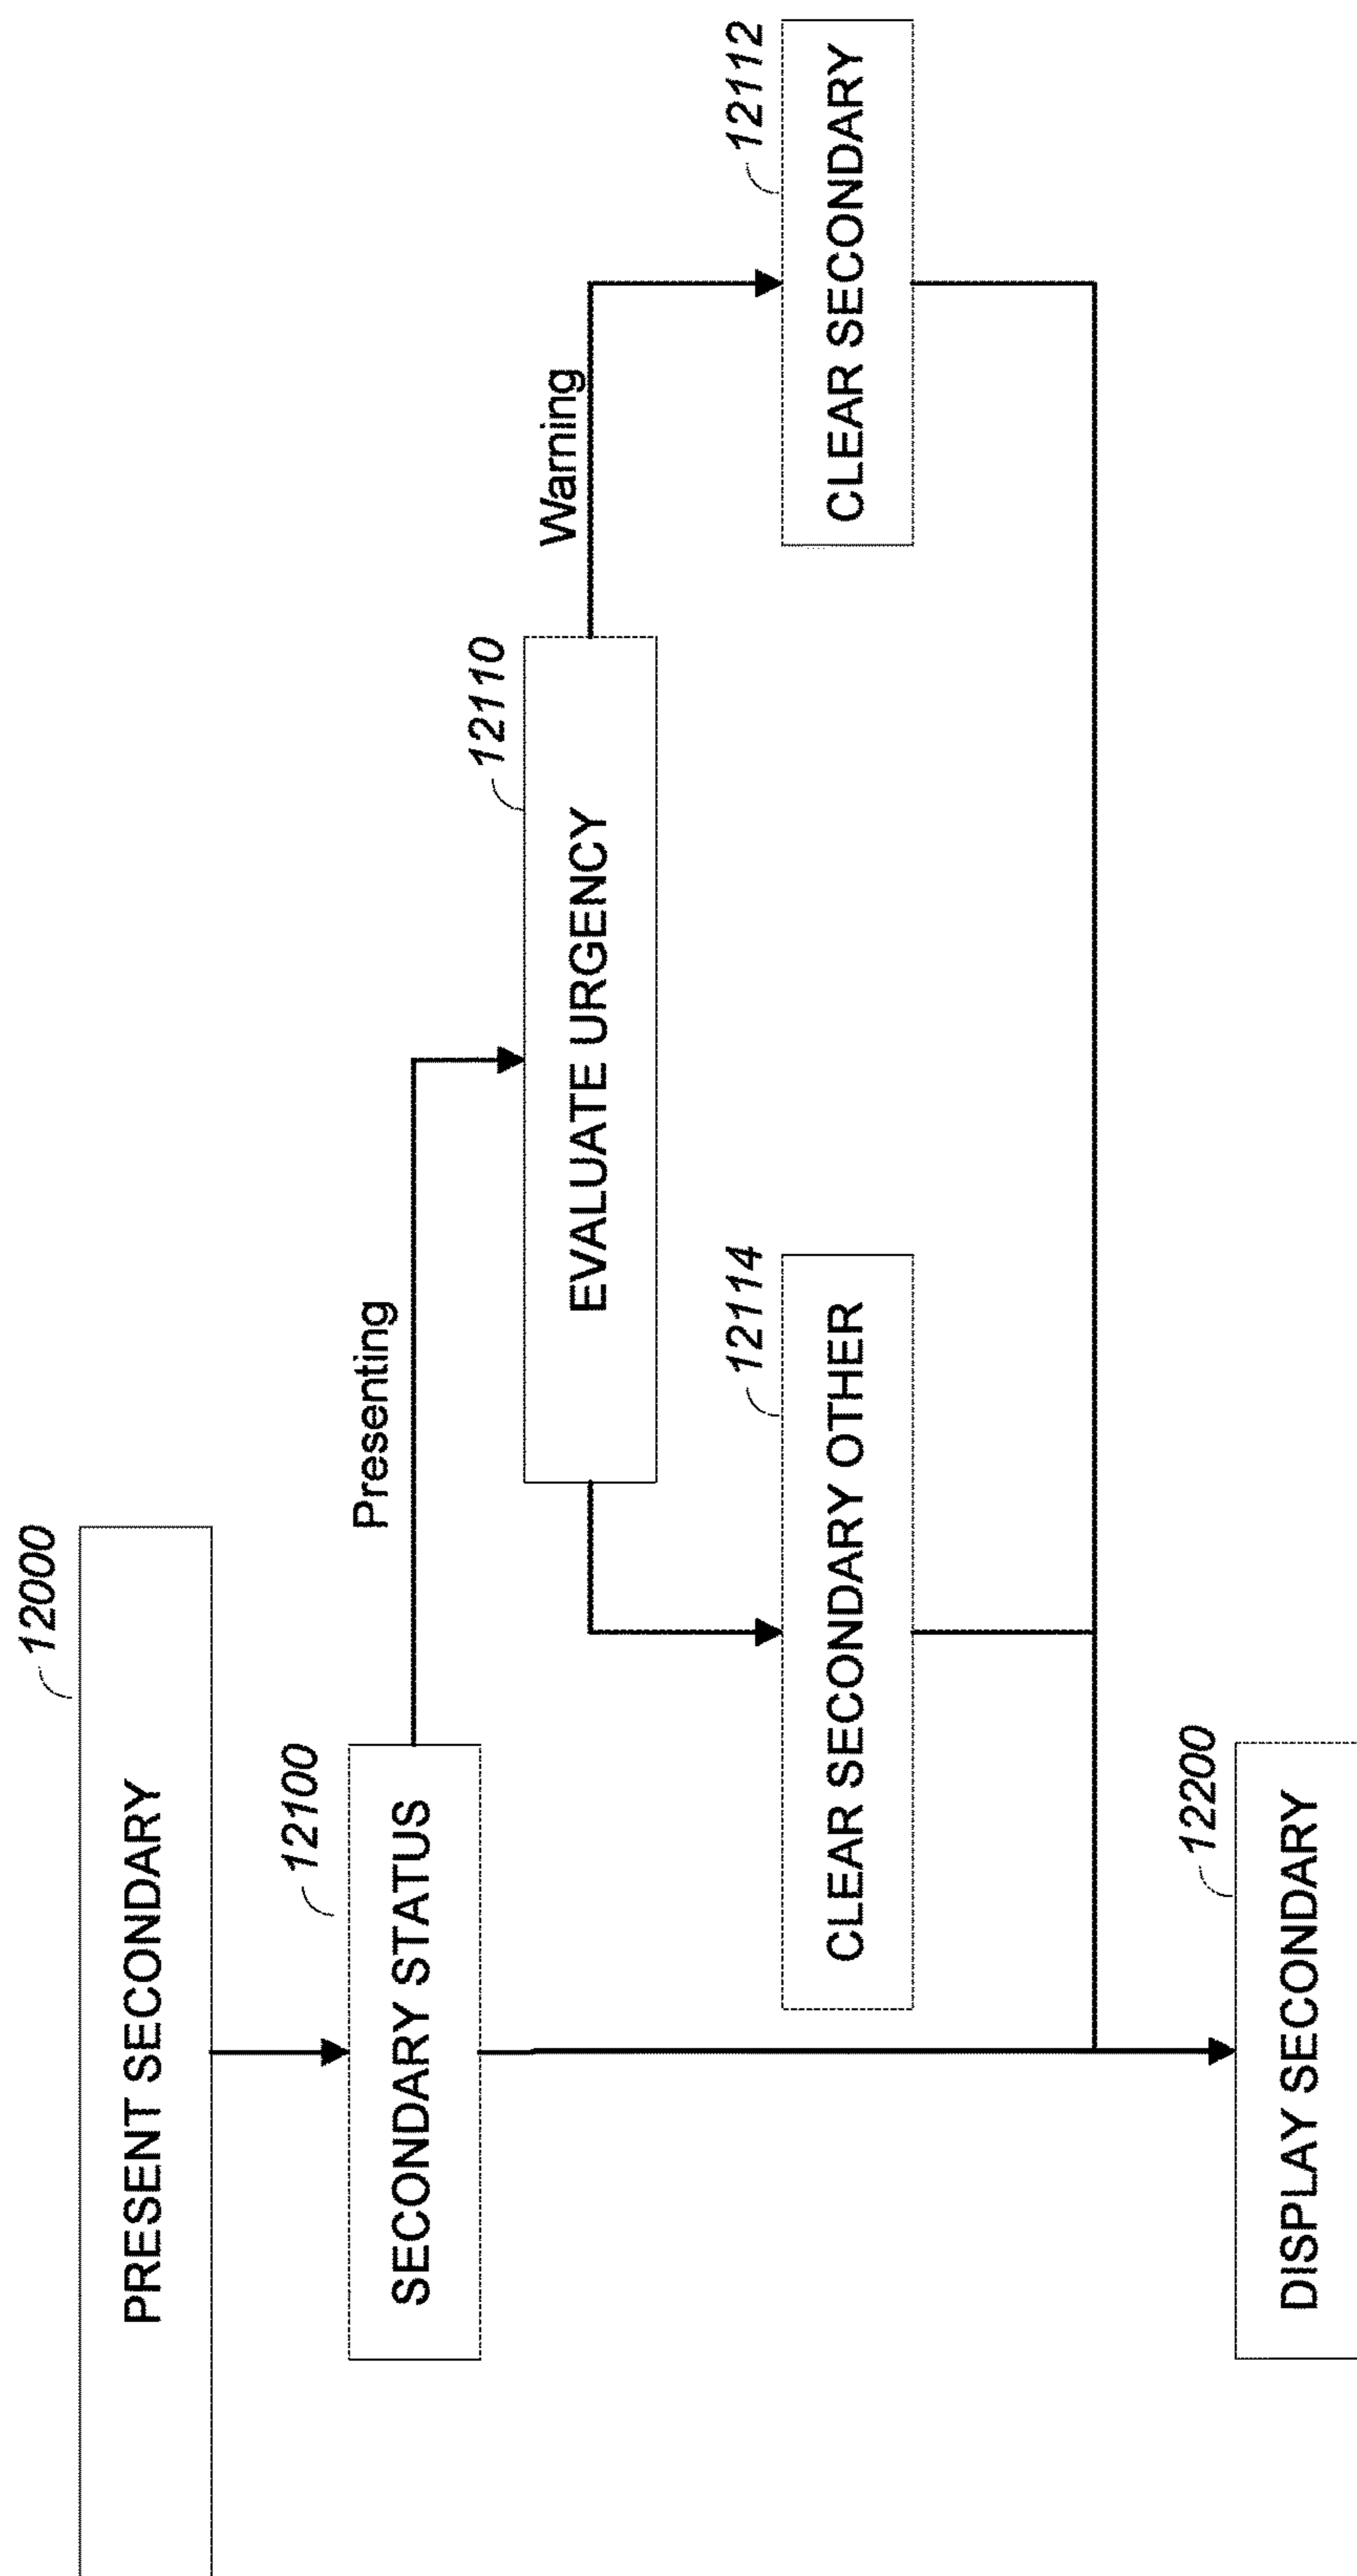 12000
PRESENT SECONDARY
12100
SECONDARY STATUS
Presenting
12110
EVALUATE URGENCY
Warning
12114
CLEAR SECONDARY OTHER
12112
CLEAR SECONDARY
12200
DISPLAY SECONDARY